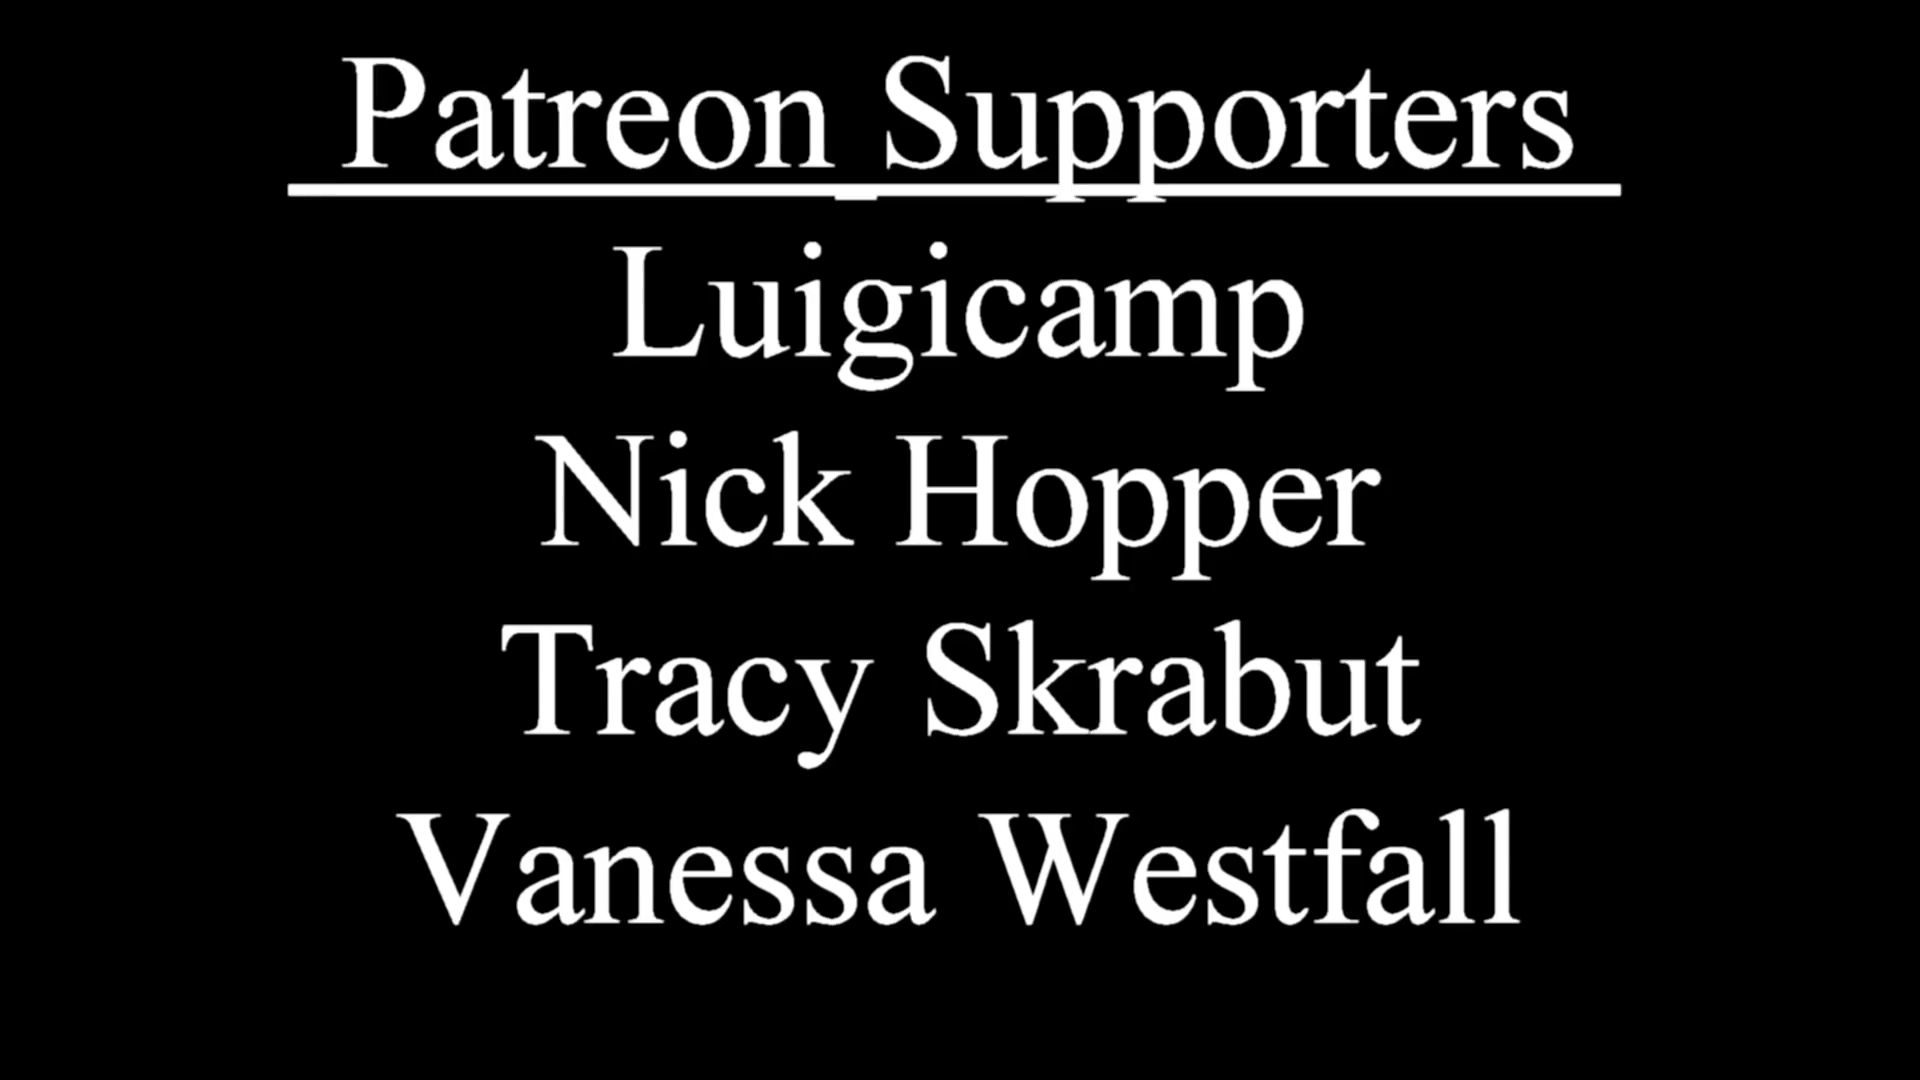 Patreon Supporters
Luigicamp
Nick Hopper
Tracy Skrabut
Vanessa Westfall